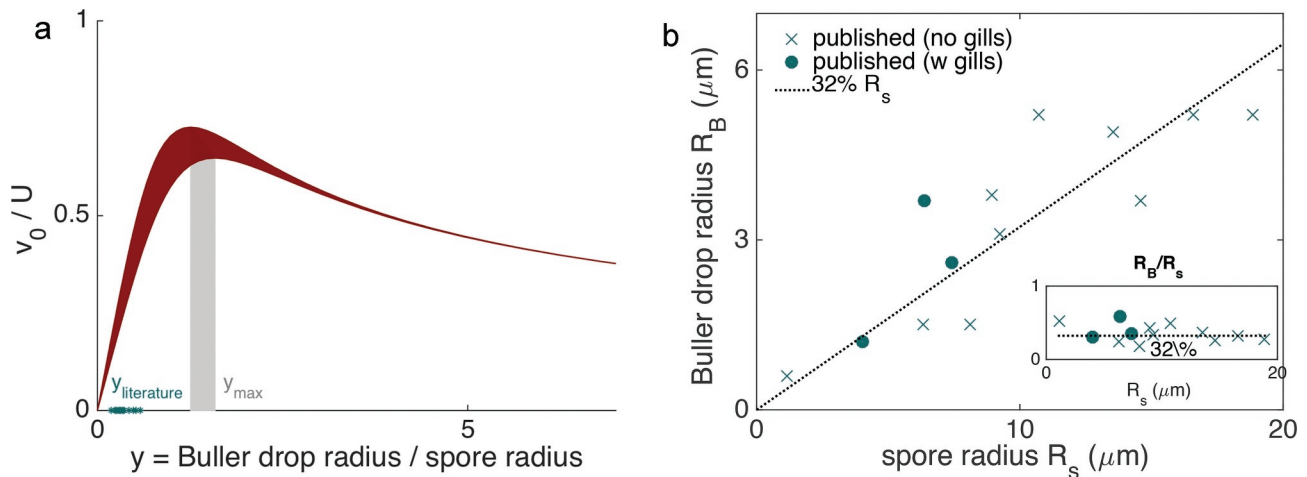 a
1
0.5
0
v0 / U
yliterature
ymax
0
5
y = Buller drop radius / spore radius
b
× published (no gills)
● published (w gills)
32% Rs
6
3
0
Buller drop radius RB (μm)
RB/Rs
1
0
32\%
0
20
Rs (μm)
0
10
20
spore radius Rs (μm)